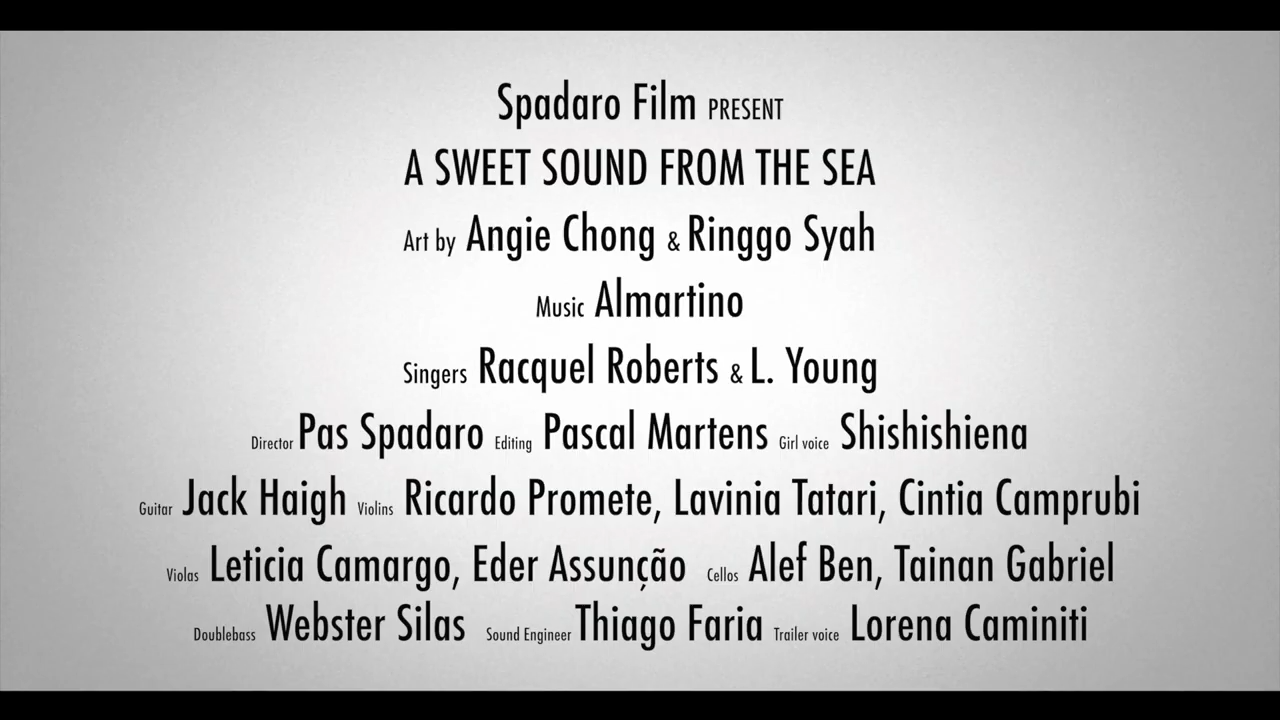 Spadaro Film PRESENT
A SWEET SOUND FROM THE SEA
Art by Angie Chong & Ringgo Syah
Music Almartino
Singers Racquel Roberts & L. Young
Director Pas Spadaro Editing Pascal Martens Girl voice Shishishiena
Guitar Jack Haigh Violins Ricardo Promete, Lavinia Tatari, Cintia Camprubi
Violas Leticia Camargo, Eder Assunção Cellos Alef Ben, Tainan Gabriel
Doublebass Webster Silas Sound Engineer Thiago Faria Trailer voice Lorena Caminiti